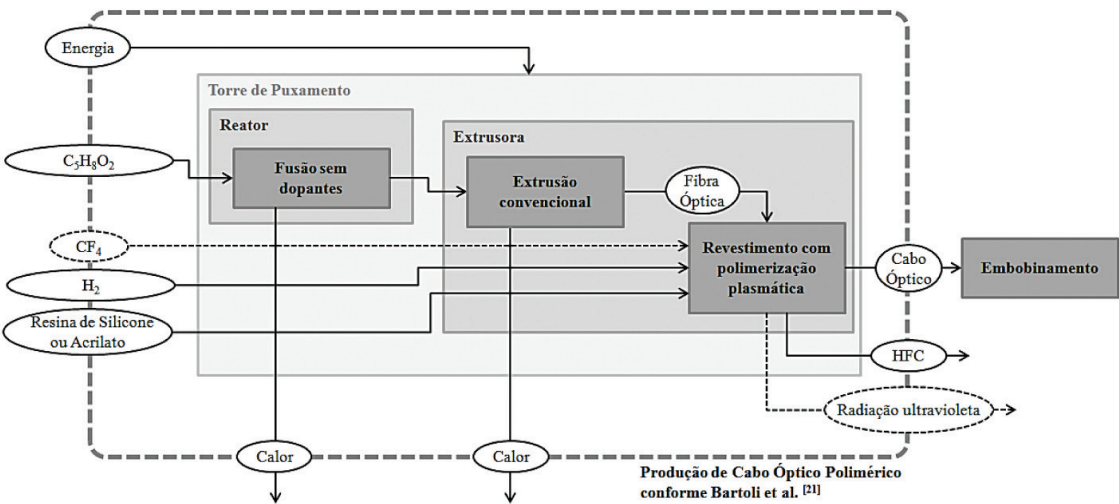 Energia
Torre de Puxamento
Reator
Extrusora
C₅H₈O₂
Fusão sem
dopantes
Extrusão
convencional
Fibra
Óptica
CF₄
Revestimento com
polimerização
plasmática
Cabo
Óptico
Embobinamento
H₂
Resina de Silicone
ou Acrilato
HFC
Radiação ultravioleta
Calor
Calor
Produção de Cabo Óptico Polimérico
conforme Bartoli et al. [21]